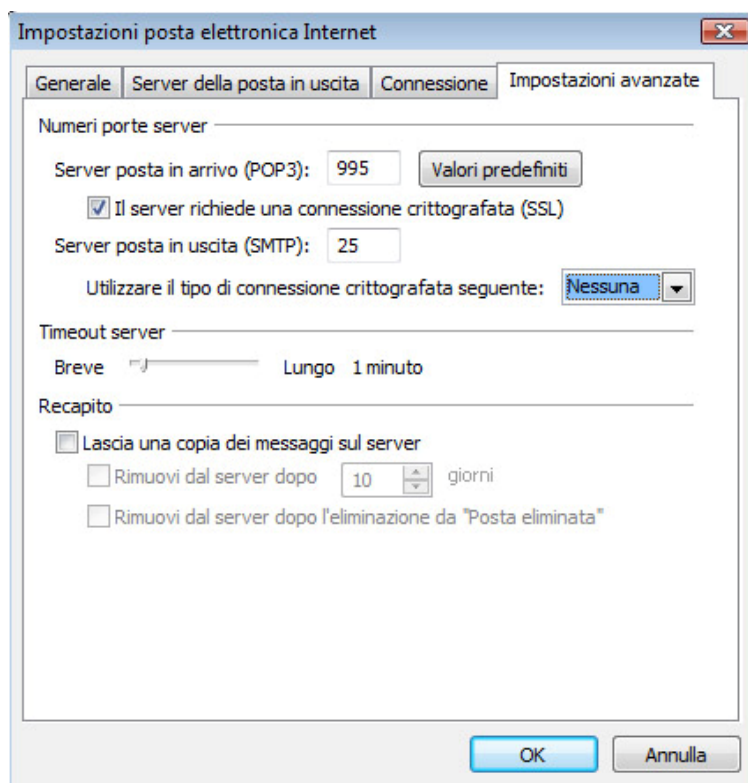 Impostazioni posta elettronica Internet
Generale Server della posta in uscita Connessione Impostazioni avanzate
Numeri porte server
Server posta in arrivo (POP3): 995 Valori predefiniti
Il server richiede una connessione crittografata (SSL)
Server posta in uscita (SMTP): 25
Utilizzare il tipo di connessione crittografata seguente: Nessuna
Timeout server
Breve Lungo 1 minuto
Recapito
Lascia una copia dei messaggi sul server
Rimuovi dal server dopo 10 giorni
Rimuovi dal server dopo l'eliminazione da "Posta eliminata"
OK Annulla